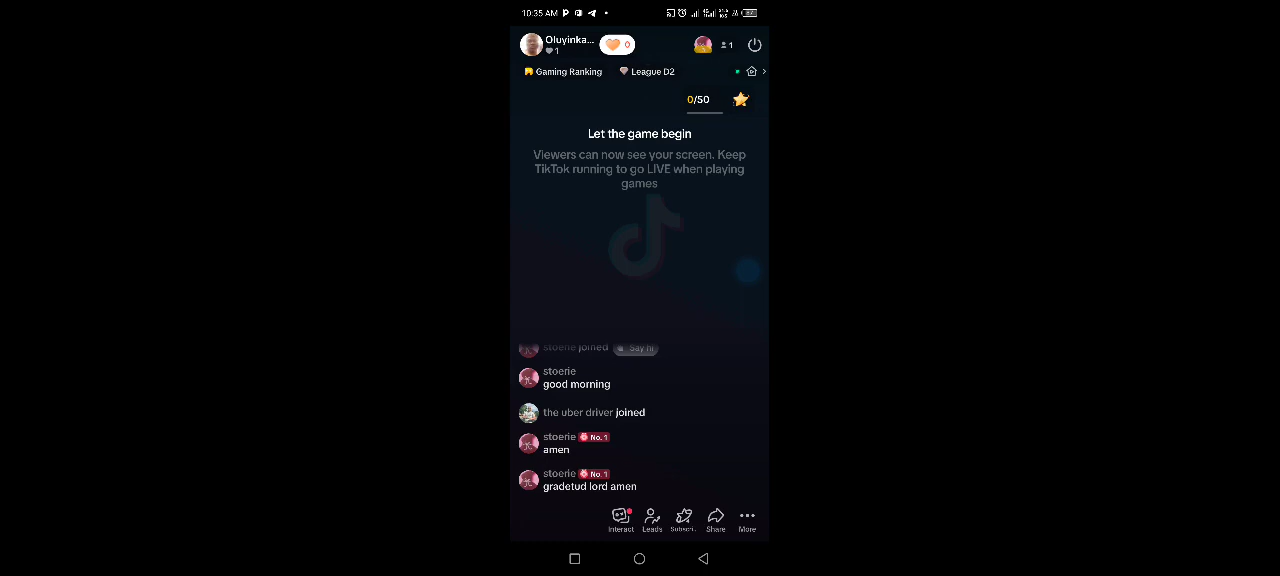 10:35 AM
Oluyinka... 0
1
1
Gaming Ranking League D2
0/50
Let the game begin
Viewers can now see your screen. Keep
TikTok running to go LIVE when playing
games
stoerie joined Say hi
stoerie
good morning
the uber driver joined
stoerie No. 1
amen
stoerie No. 1
gradetud lord amen
Interact Leads Subscri... Share More